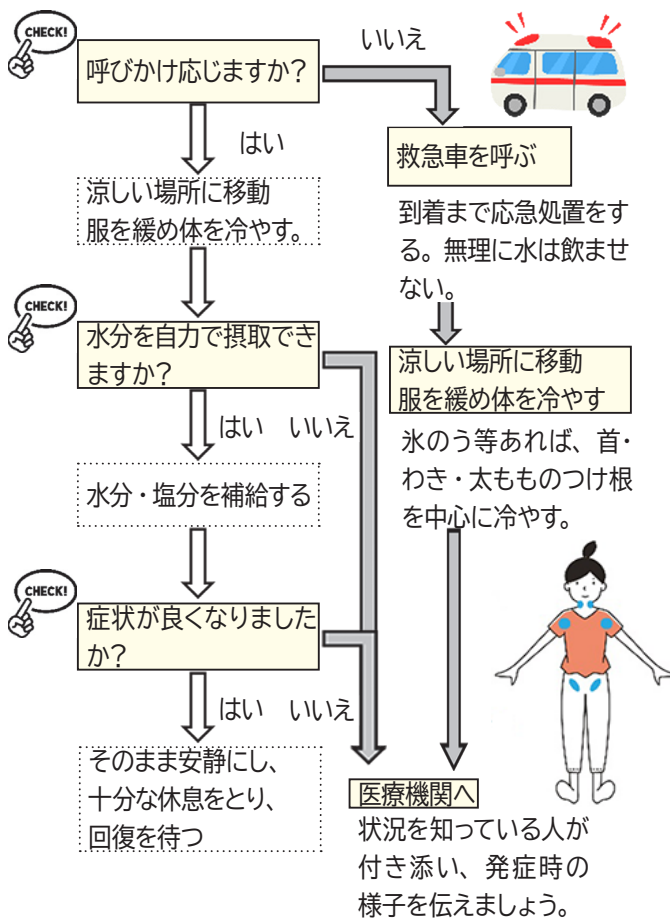 CHECK!
呼びかけ応じますか？
いいえ
はい
救急車を呼ぶ
到着まで応急処置をす
る。無理に水は飲ませ
ない。
涼しい場所に移動
服を緩め体を冷やす。
CHECK!
水分を自力で摂取でき
ますか？
はい
いいえ
涼しい場所に移動
服を緩め体を冷やす
氷のう等あれば、首・
わき・太もものつけ根
を中心に冷やす。
水分・塩分を補給する
CHECK!
症状が良くなりました
か？
はい
いいえ
そのまま安静にし、
十分な休息をとり、
回復を待つ
医療機関へ
状況を知っている人が
付き添い、発症時の
様子を伝えましょう。